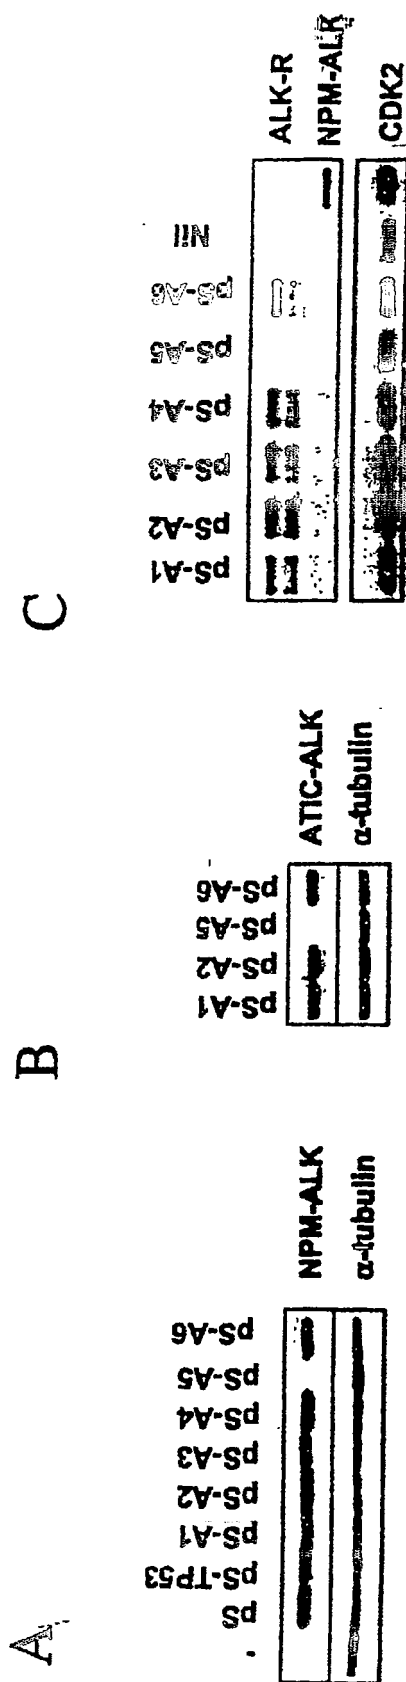 A
-
pS
pS-TP53
pS-A1
pS-A2
pS-A3
pS-A4
pS-A5
pS-A6
NPM-ALK
α-tubulin
B
pS-A1
pS-A2
pS-A5
pS-A6
ATIC-ALK
α-tubulin
C
pS-A1
pS-A2
pS-A3
pS-A4
pS-A5
pS-A6
Nil
ALK-R
NPM-ALK
CDK2